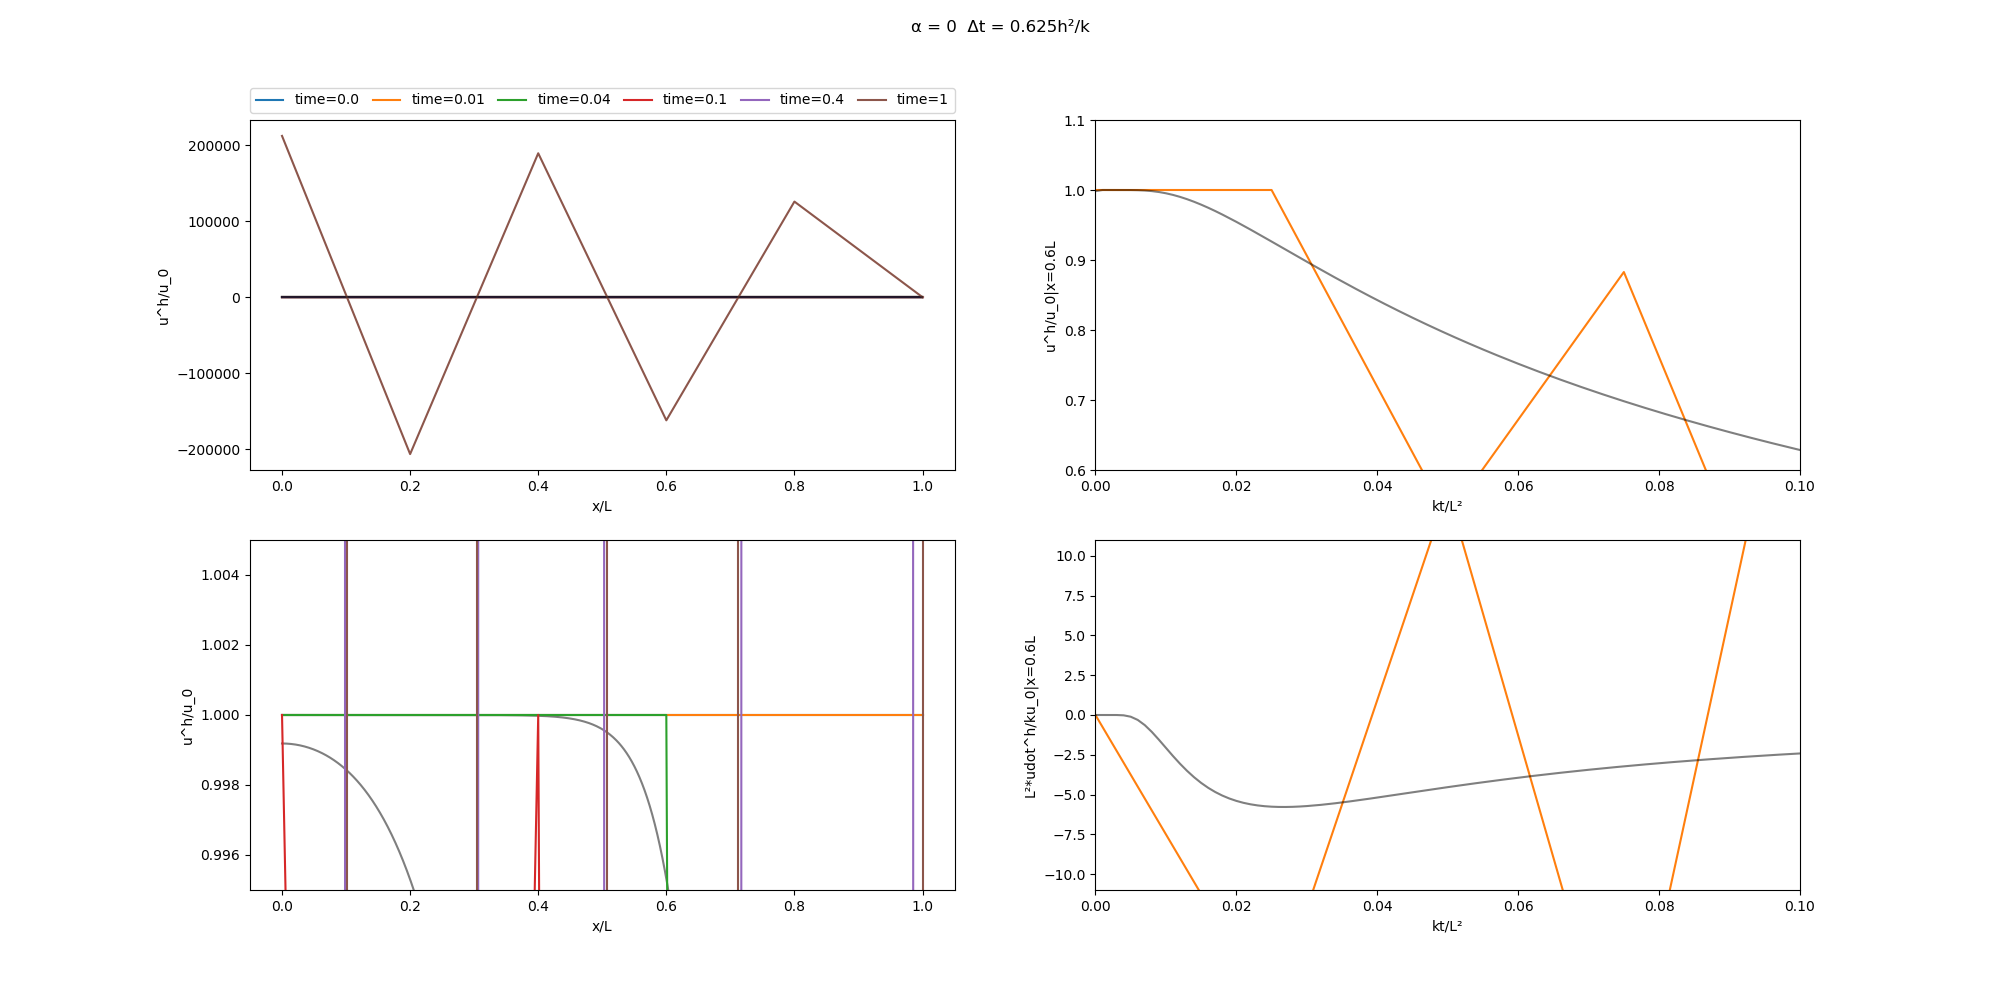 α = 0  Δt = 0.625h²/k
time=0.0 time=0.01 time=0.04 time=0.1 time=0.4 time=1
u^h/u_0
200000
100000
0
−100000
−200000
0.0 0.2 0.4 0.6 0.8 1.0
x/L
u^h/u_0|x=0.6L
1.1
1.0
0.9
0.8
0.7
0.6
0.00 0.02 0.04 0.06 0.08 0.10
kt/L²
u^h/u_0
1.004
1.002
1.000
0.998
0.996
0.0 0.2 0.4 0.6 0.8 1.0
x/L
L²*udot^h/ku_0|x=0.6L
10.0
7.5
5.0
2.5
0.0
−2.5
−5.0
−7.5
−10.0
0.00 0.02 0.04 0.06 0.08 0.10
kt/L²